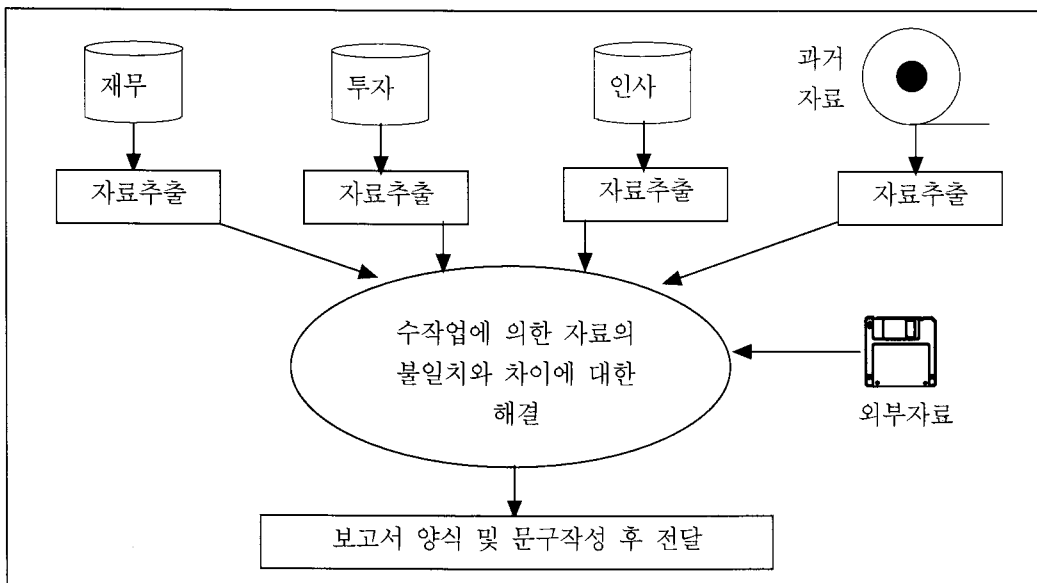 재무
투자
인사
과거
자료
자료추출
자료추출
자료추출
자료추출
수작업에 의한 자료의
불일치와 차이에 대한
해결
외부자료
보고서 양식 및 문구작성 후 전달